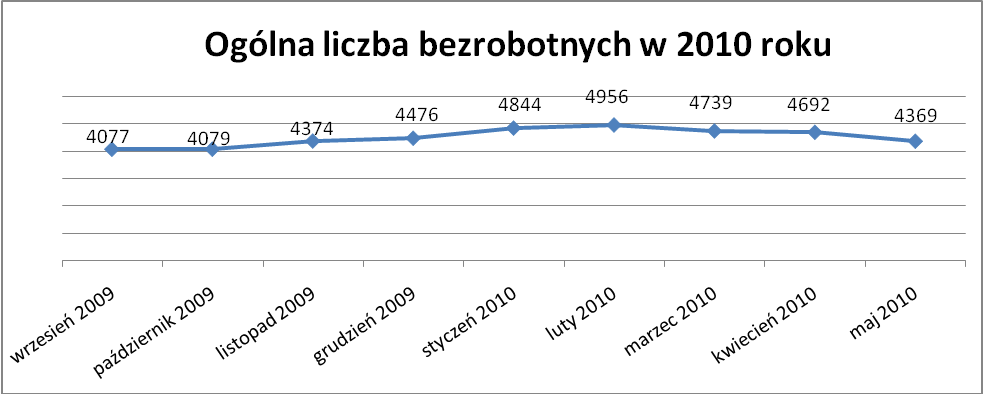 Ogólna liczba bezrobotnych w 2010 roku
4077
4079
4374
4476
4844
4956
4739
4692
4369
wrzesień 2009
październik 2009
listopad 2009
grudzień 2009
styczeń 2010
luty 2010
marzec 2010
kwiecień 2010
maj 2010